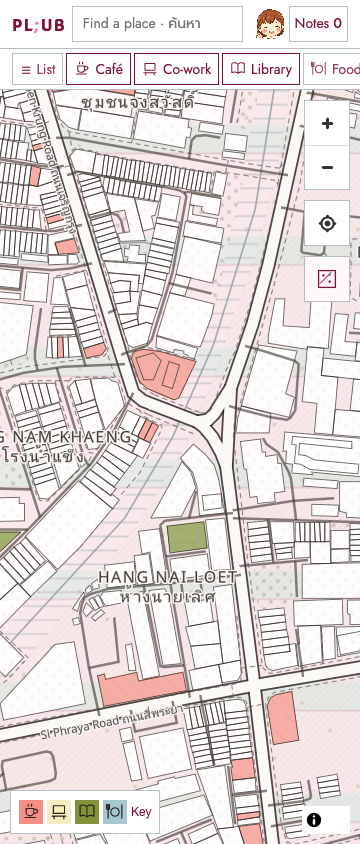 PL;UB
Find a place · ค้นหา
Notes 0
List
Café
Co-work
Library
Food
ชุมชนจงสวัสดิ์
G NAM KHAENG
โรงน้ำแข็ง
HANG NAI LOET
ห้างนายเลิศ
Si Phraya Road ถนนสี่พระยา
Key